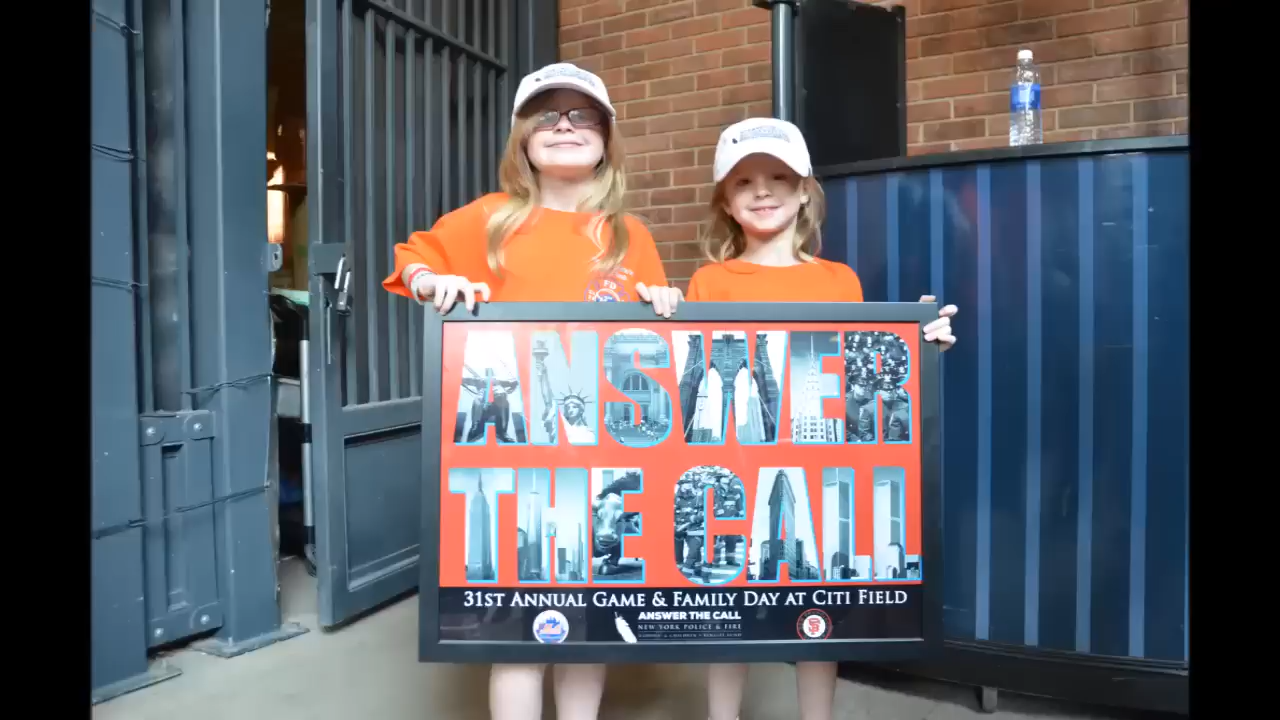 ANSWER
THE CALL
31ST ANNUAL GAME & FAMILY DAY AT CITI FIELD
ANSWER THE CALL
NEW YORK POLICE & FIRE